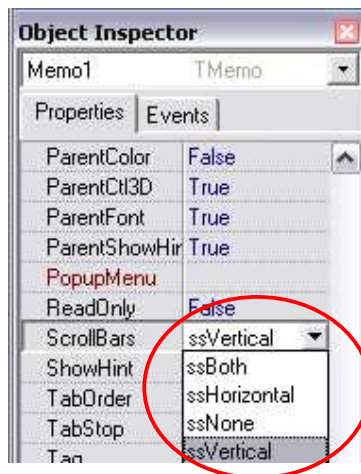 Object Inspector
Memo1 TMemo
Properties Events
ParentColor False
ParentCtl3D True
ParentFont True
ParentShowHir True
PopupMenu
ReadOnly False
ScrollBars ssVertical
ShowHint ssBoth
TabOrder ssHorizontal
TabStop ssNone
Tag ssVertical